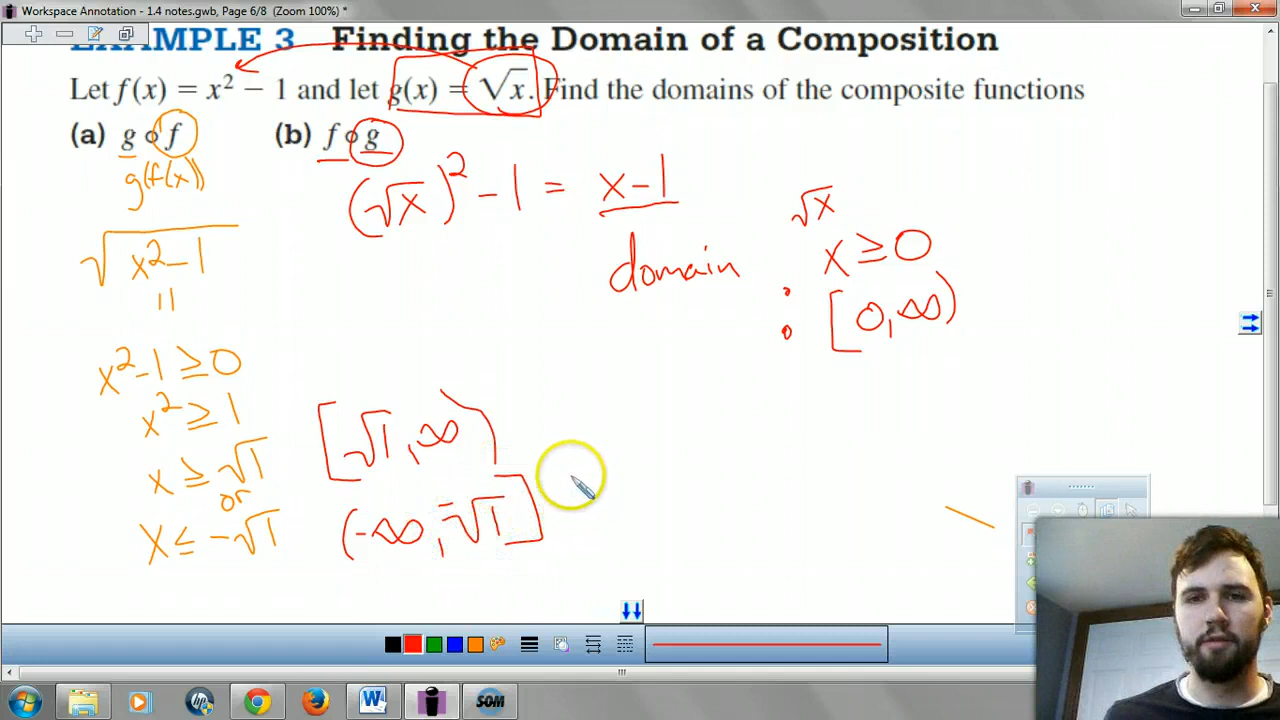 Workspace Annotation - 1.4 notes.gwb, Page 6/8 (Zoom 100%) *
EXAMPLE 3 Finding the Domain of a Composition
Let f(x) = x² − 1 and let g(x) = √x. Find the domains of the composite functions
(a) g ∘ f (b) f ∘ g
g(f(x))
(√x)² − 1 = x − 1
domain
√x
x ≥ 0
∴ [0, ∞)
√x² − 1
x² − 1 ≥ 0
x² ≥ 1
x ≥ √1
or
x ≤ −√1
[√1, ∞)
(−∞, −√1]
W
SOM
hp